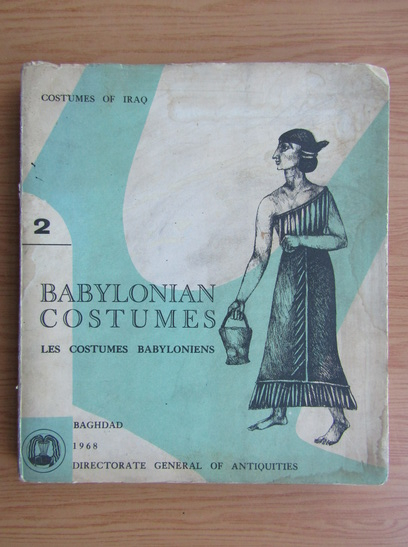 COSTUMES OF IRAQ
2
BABYLONIAN
COSTUMES
LES COSTUMES BABYLONIENS
BAGHDAD
1968
DIRECTORATE GENERAL OF ANTIQUITIES